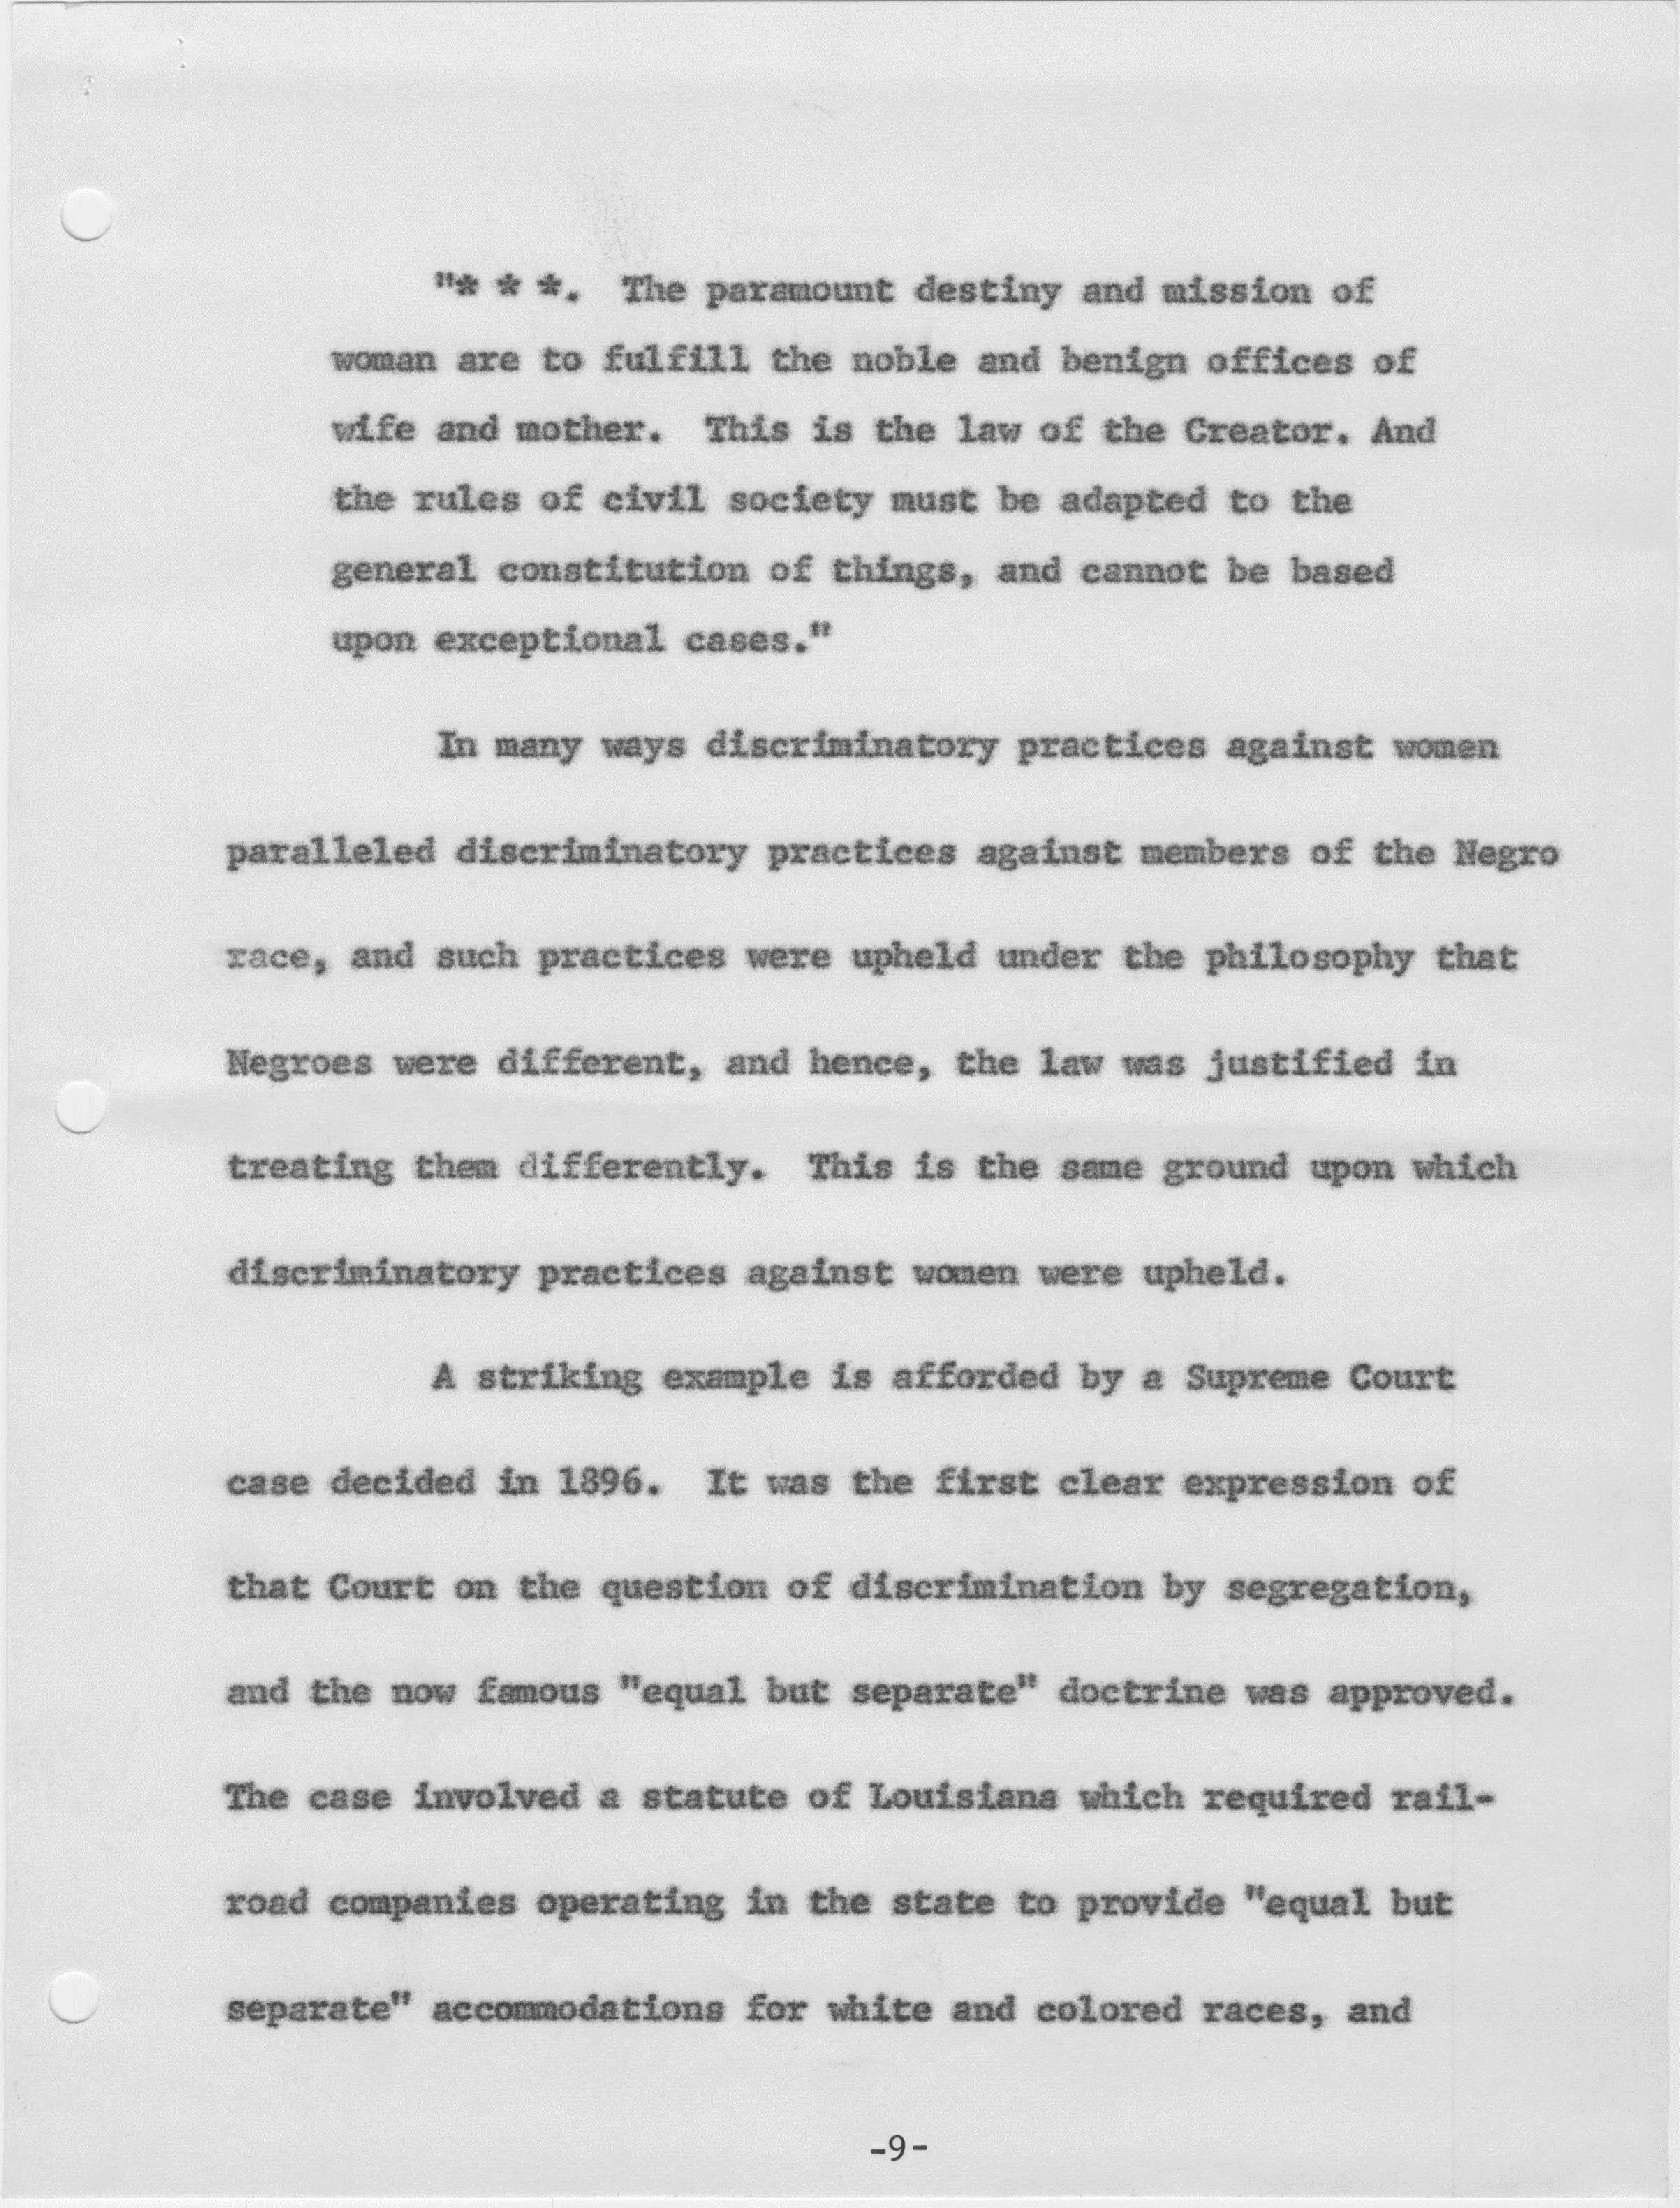 "* * *. The paramount destiny and mission of
woman are to fulfill the noble and benign offices of
wife and mother. This is the law of the Creator. And
the rules of civil society must be adapted to the
general constitution of things, and cannot be based
upon exceptional cases."
In many ways discriminatory practices against women
paralleled discriminatory practices against members of the Negro
race, and such practices were upheld under the philosophy that
Negroes were different, and hence, the law was justified in
treating them differently. This is the same ground upon which
discriminatory practices against women were upheld.
A striking example is afforded by a Supreme Court
case decided in 1896. It was the first clear expression of
that Court on the question of discrimination by segregation,
and the now famous "equal but separate" doctrine was approved.
The case involved a statute of Louisiana which required rail-
road companies operating in the state to provide "equal but
separate" accommodations for white and colored races, and
-9-